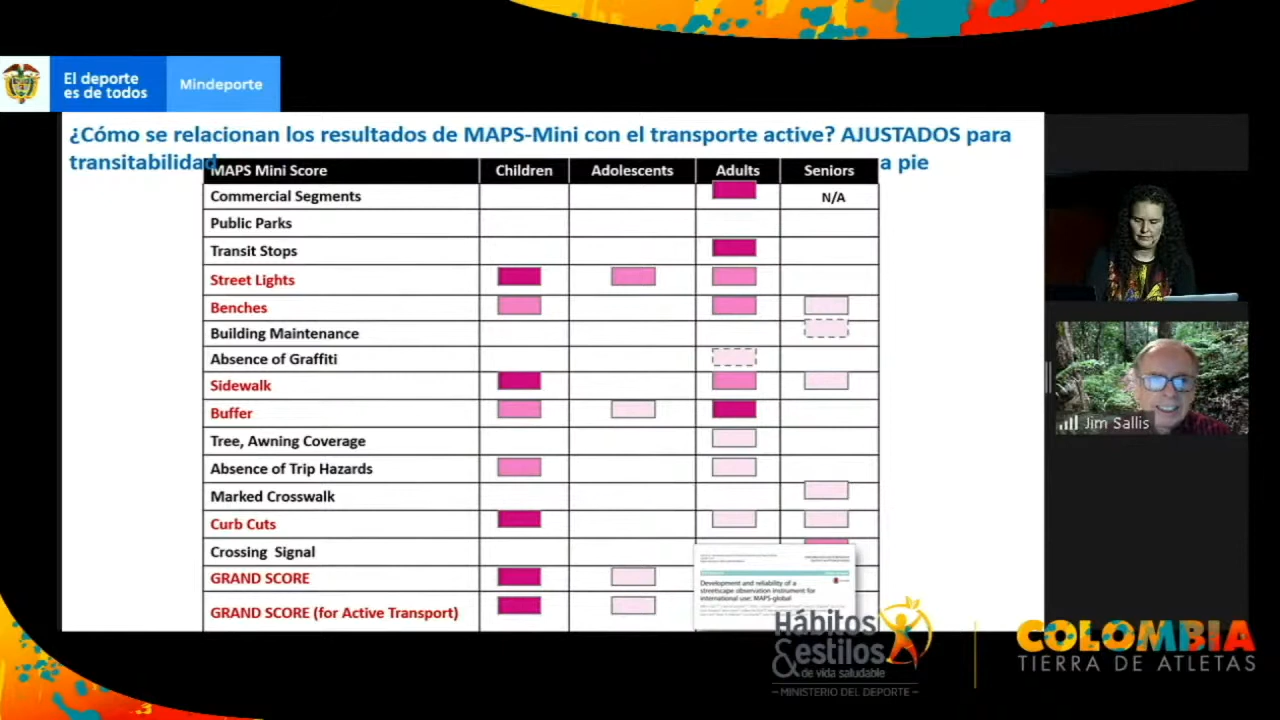 El deporte
es de todos
Mindeporte
¿Cómo se relacionan los resultados de MAPS-Mini con el transporte active? AJUSTADOS para
transitabilidad a pie
MAPS Mini Score Children Adolescents Adults Seniors
Commercial Segments N/A
Public Parks
Transit Stops
Street Lights
Benches
Building Maintenance
Absence of Graffiti
Sidewalk
Buffer
Tree, Awning Coverage
Absence of Trip Hazards
Marked Crosswalk
Curb Cuts
Crossing Signal
GRAND SCORE
GRAND SCORE (for Active Transport)
Development and reliability of a
streetscape observation instrument for
international use: MAPS-global
Jim Sallis
Hábitos
&estilos
de vida saludable
MINISTERIO DEL DEPORTE
COLOMBIA
TIERRA DE ATLETAS